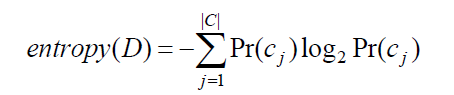 entropy(D) = −∑_{j=1}^{|C|} Pr(c_j) log_2 Pr(c_j)